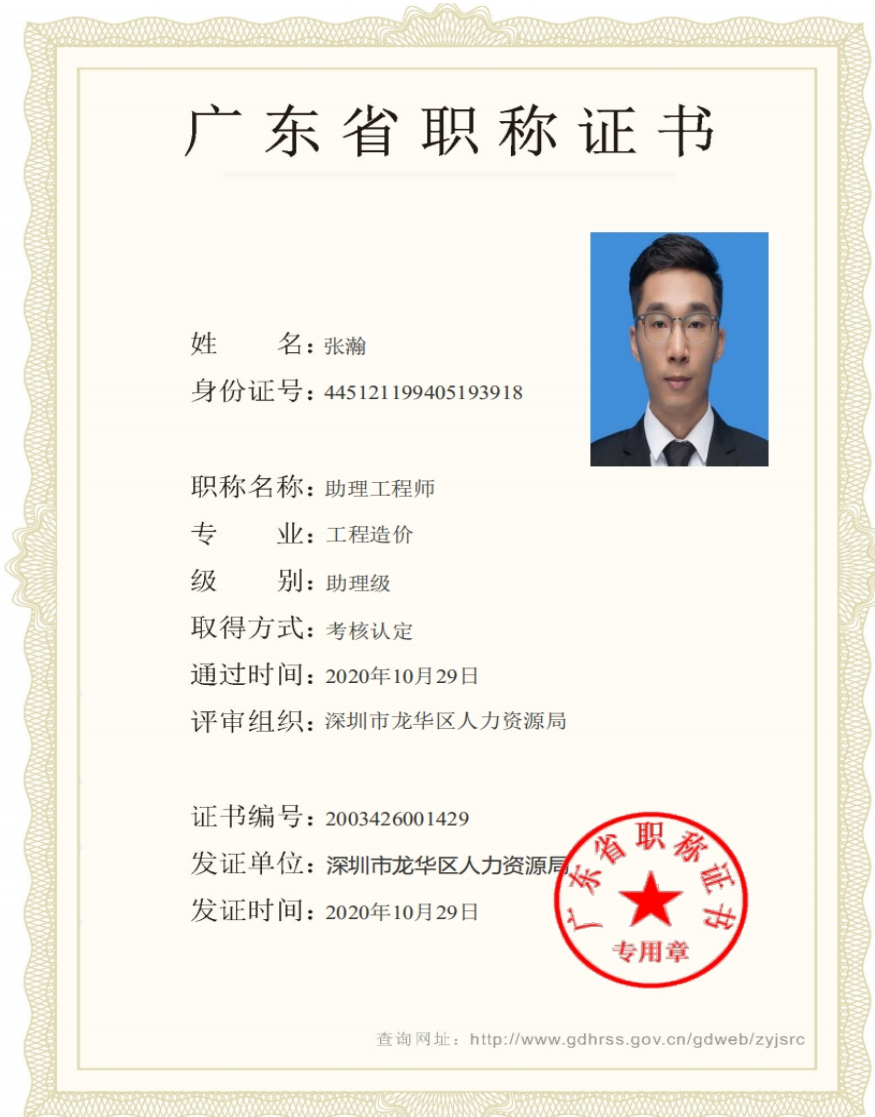 广东省职称证书
姓 名：张瀚
身份证号：445121199405193918
职称名称：助理工程师
专 业：工程造价
级 别：助理级
取得方式：考核认定
通过时间：2020年10月29日
评审组织：深圳市龙华区人力资源局
证书编号：2003426001429
发证单位：深圳市龙华区人力资源局
发证时间：2020年10月29日
广东省职称证书
专用章
查询网址：http://www.gdhrss.gov.cn/gdweb/zyjsrc